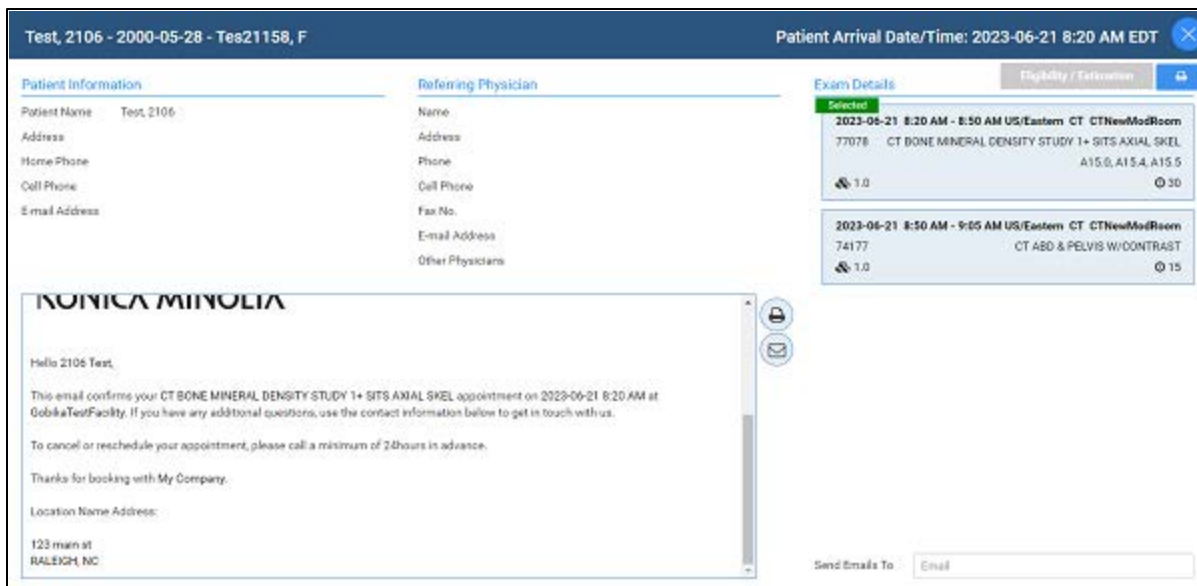 Test, 2106 - 2000-05-28 - Tes21158, F
Patient Arrival Date/Time: 2023-06-21 8:20 AM EDT
Patient Information
Patient Name Test, 2106
Address
Home Phone
Cell Phone
E-mail Address
Referring Physician
Name
Address
Phone
Cell Phone
Fax No.
E-mail Address
Other Physicians
Exam Details
Eligibility / Estimation
Selected
2023-06-21 8:20 AM - 8:50 AM US/Eastern CT CTNewModRoom
77078 CT BONE MINERAL DENSITY STUDY 1+ SITS AXIAL SKEL
A15.0, A15.4, A15.5
1.0 30
2023-06-21 8:50 AM - 9:05 AM US/Eastern CT CTNewModRoom
74177 CT ABD & PELVIS W/CONTRAST
1.0 15
KONICA MINOLTA
Hello 2106 Test,
This email confirms your CT BONE MINERAL DENSITY STUDY 1+ SITS AXIAL SKEL appointment on 2023-06-21 8:20 AM at
GobikaTestFacility. If you have any additonal questions, use the contact information below to get in touch with us.
To cancel or reschedule your appointment, please call a minimum of 24hours in advance.
Thanks for booking with My Company.
Location Name Address:
123 main st
RALEIGH, NC
Send Emails To Email